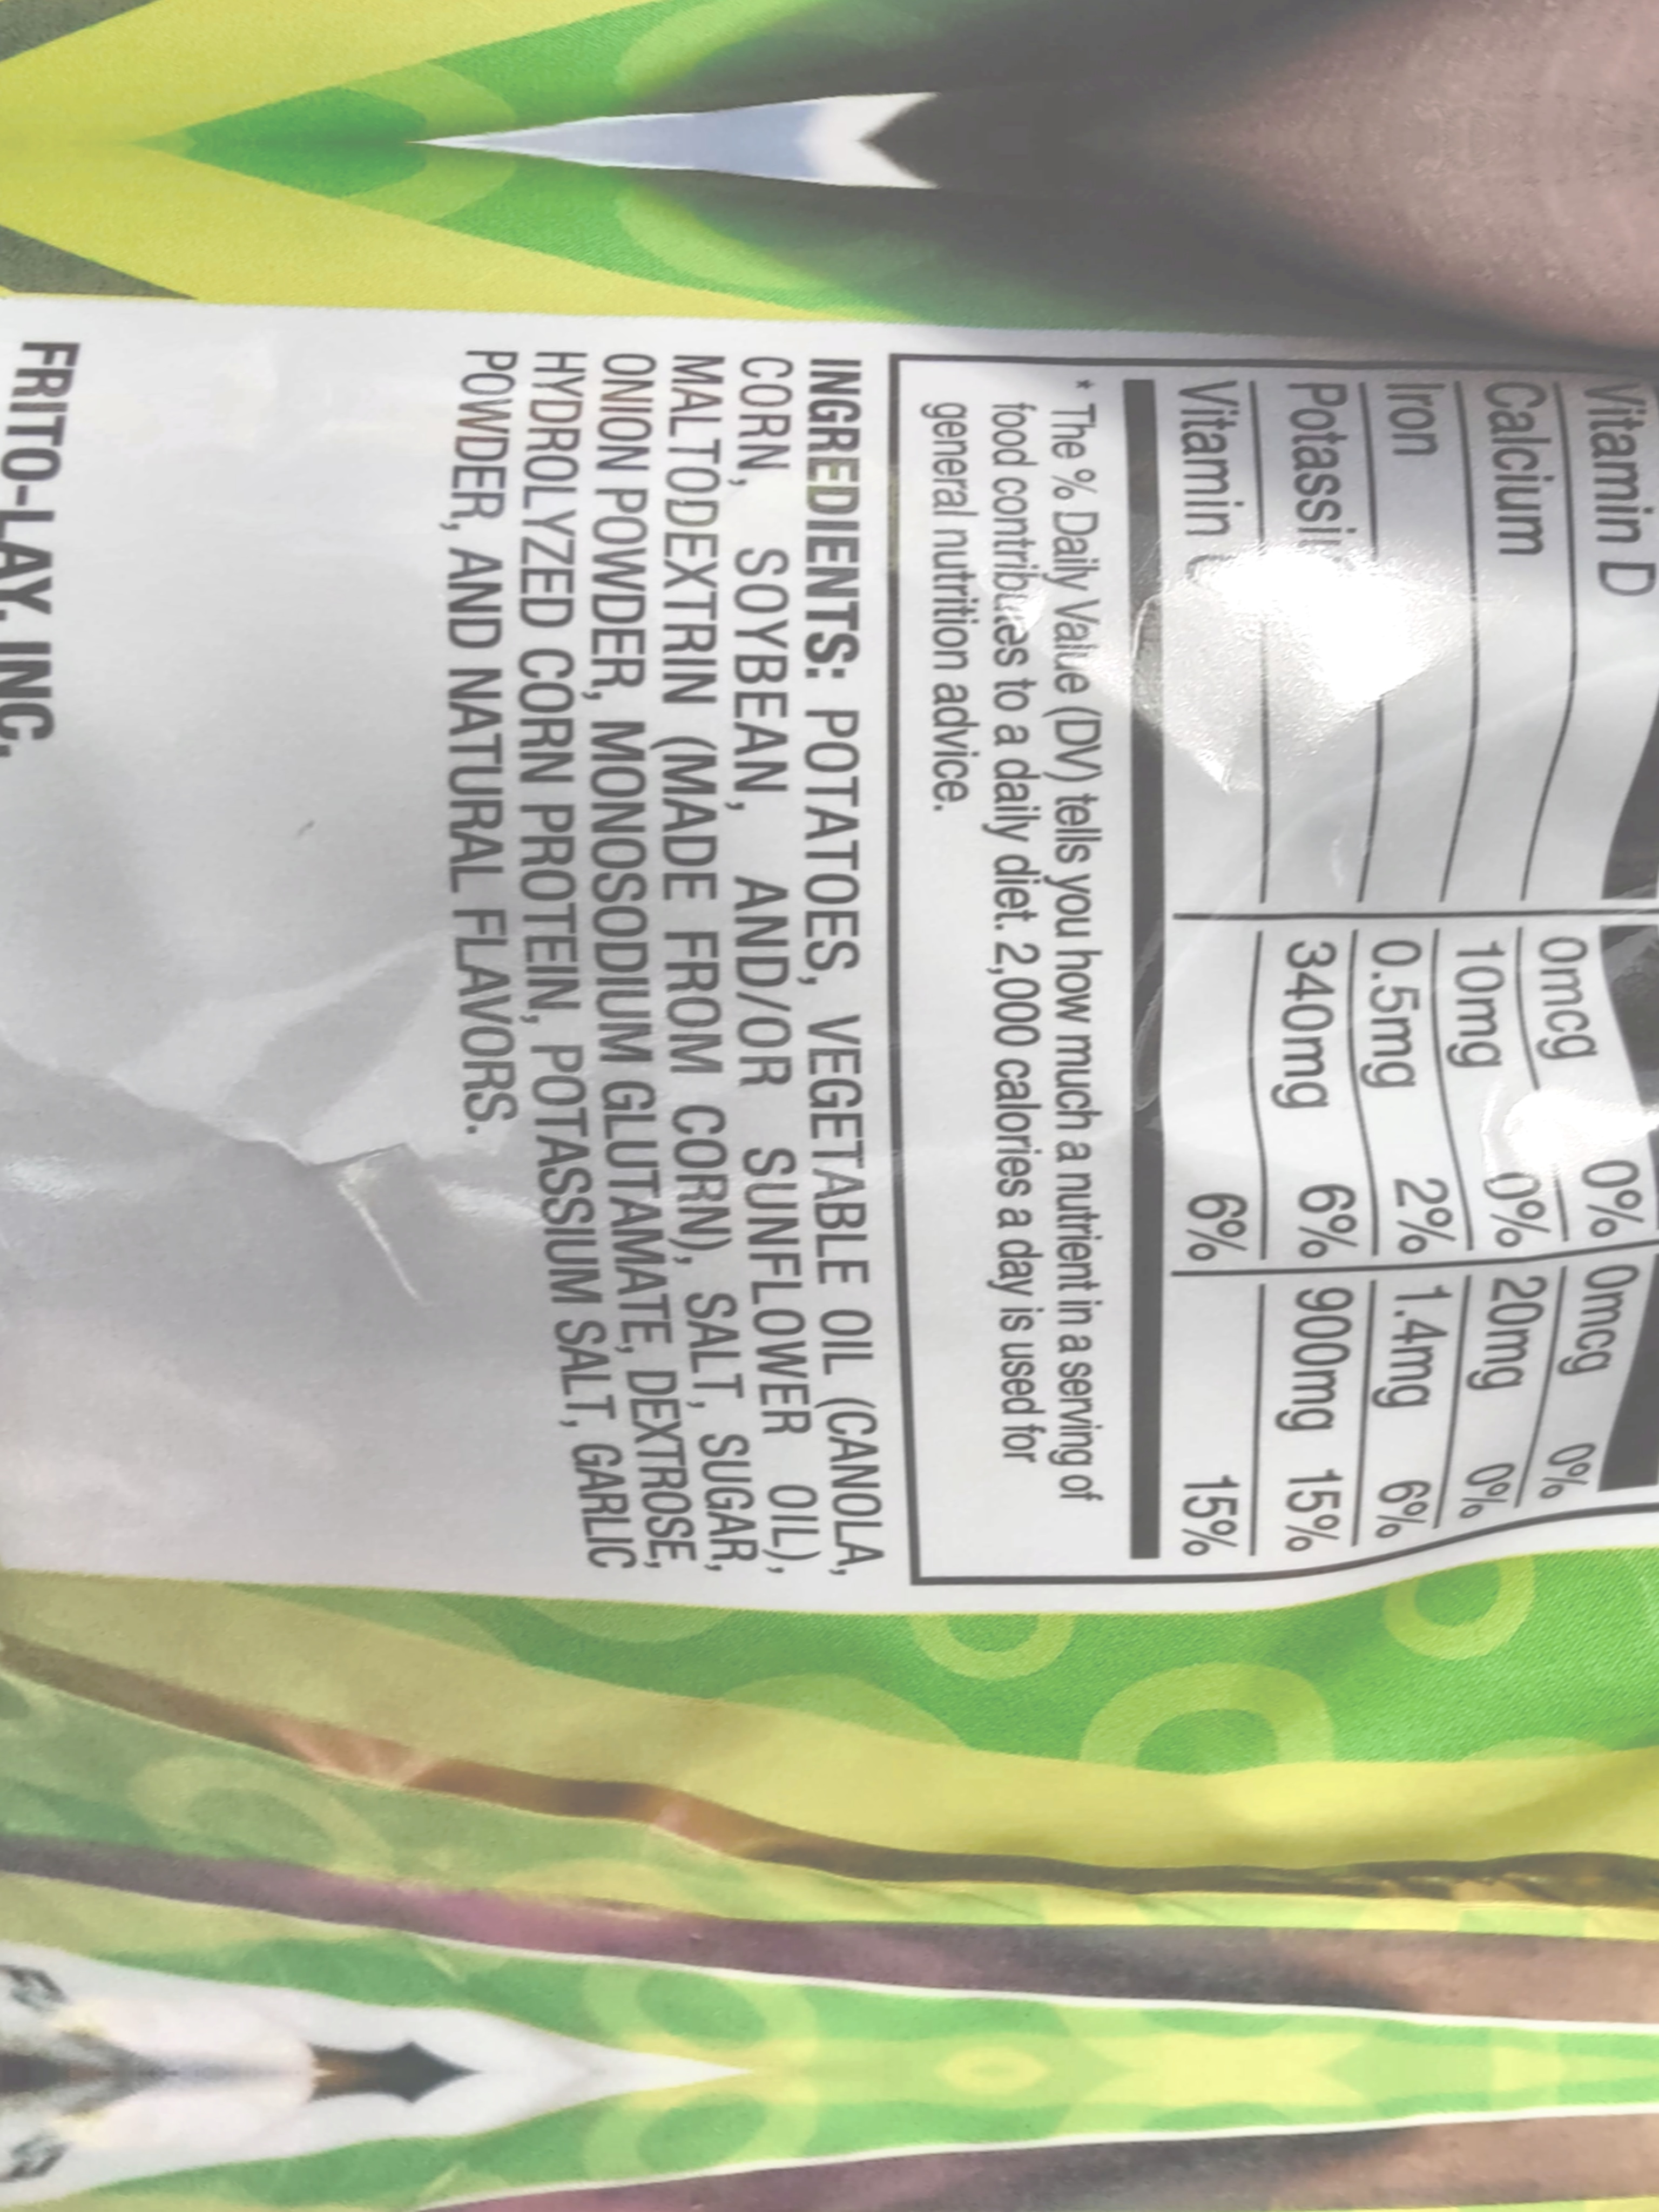 Vitamin D 0mcg 0% 0mcg 0%
Calcium 10mg 0% 20mg 0%
Iron 0.5mg 2% 1.4mg 6%
340mg 6% 900mg 15%
Vitamin 6% 15%
* The % Daily Value (DV) tells you how much a nutrient in a serving of
food contributes to a daily diet. 2,000 calories a day is used for
general nutrition advice.
INGREDIENTS: POTATOES, VEGETABLE OIL (CANOLA,
CORN, SOYBEAN, AND/OR SUNFLOWER OIL),
MALTODEXTRIN (MADE FROM CORN), SALT, SUGAR,
ONION POWDER, MONOSODIUM GLUTAMATE, DEXTROSE,
HYDROLYZED CORN PROTEIN, POTASSIUM SALT, GARLIC
POWDER, AND NATURAL FLAVORS.
FRITO-LAY, INC.